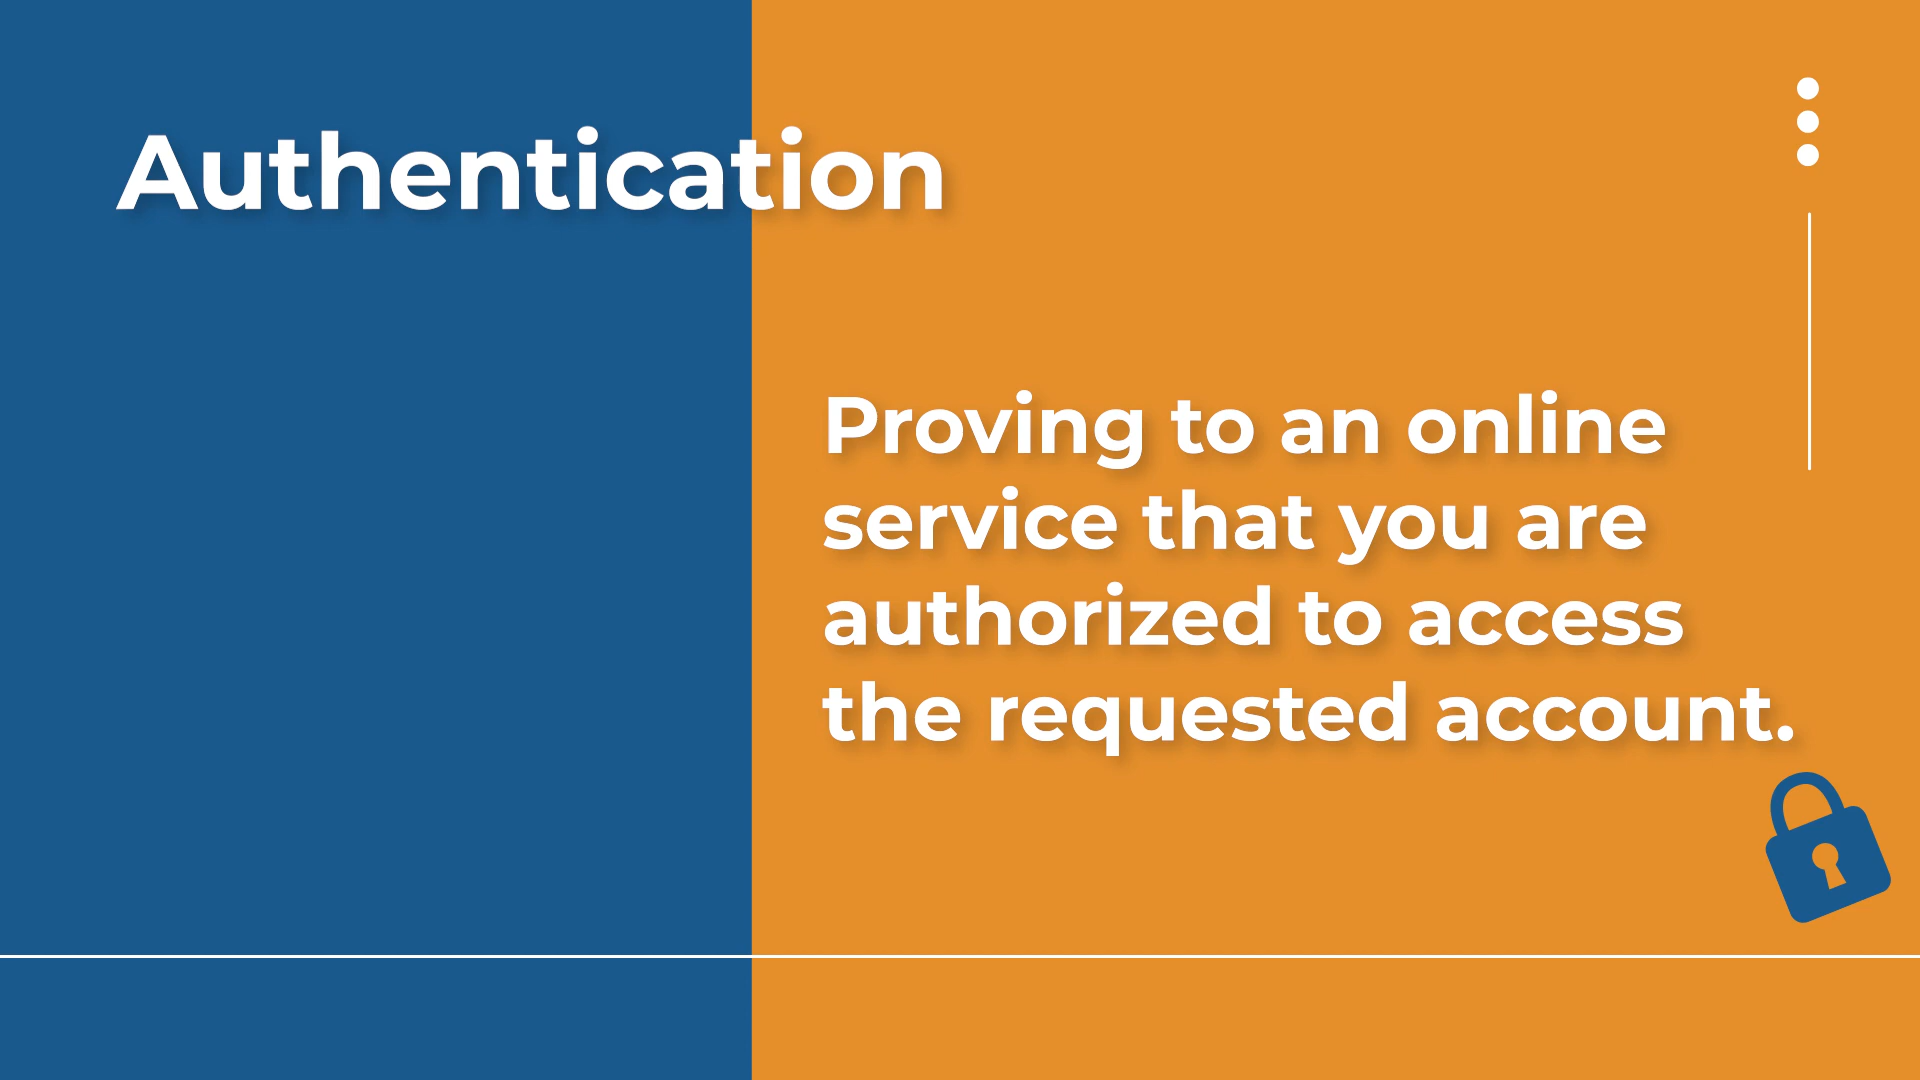 Authentication
Proving to an online
service that you are
authorized to access
the requested account.